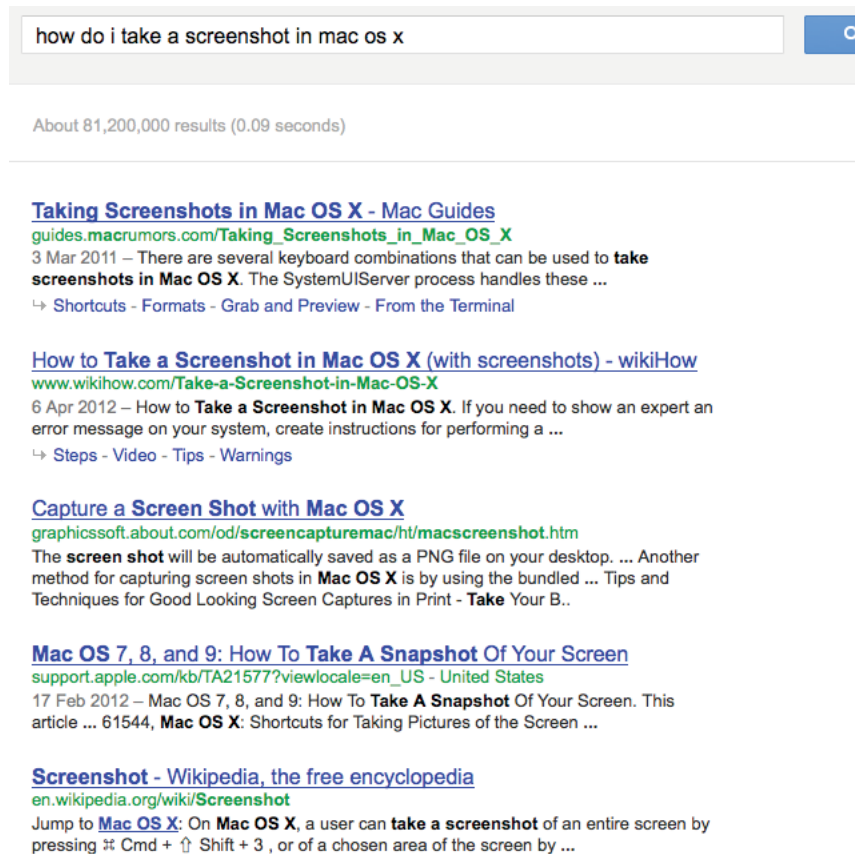 how do i take a screenshot in mac os x
About 81,200,000 results (0.09 seconds)
Taking Screenshots in Mac OS X - Mac Guides
guides.macrumors.com/Taking_Screenshots_in_Mac_OS_X
3 Mar 2011 – There are several keyboard combinations that can be used to take
screenshots in Mac OS X. The SystemUIServer process handles these ...
↳ Shortcuts - Formats - Grab and Preview - From the Terminal
How to Take a Screenshot in Mac OS X (with screenshots) - wikiHow
www.wikihow.com/Take-a-Screenshot-in-Mac-OS-X
6 Apr 2012 – How to Take a Screenshot in Mac OS X. If you need to show an expert an
error message on your system, create instructions for performing a ...
↳ Steps - Video - Tips - Warnings
Capture a Screen Shot with Mac OS X
graphicssoft.about.com/od/screencapturemac/ht/macscreenshot.htm
The screen shot will be automatically saved as a PNG file on your desktop. ... Another
method for capturing screen shots in Mac OS X is by using the bundled ... Tips and
Techniques for Good Looking Screen Captures in Print - Take Your B..
Mac OS 7, 8, and 9: How To Take A Snapshot Of Your Screen
support.apple.com/kb/TA21577?viewlocale=en_US - United States
17 Feb 2012 – Mac OS 7, 8, and 9: How To Take A Snapshot Of Your Screen. This
article ... 61544, Mac OS X: Shortcuts for Taking Pictures of the Screen ...
Screenshot - Wikipedia, the free encyclopedia
en.wikipedia.org/wiki/Screenshot
Jump to Mac OS X: On Mac OS X, a user can take a screenshot of an entire screen by
pressing ⌘ Cmd + ⇧ Shift + 3 , or of a chosen area of the screen by ...